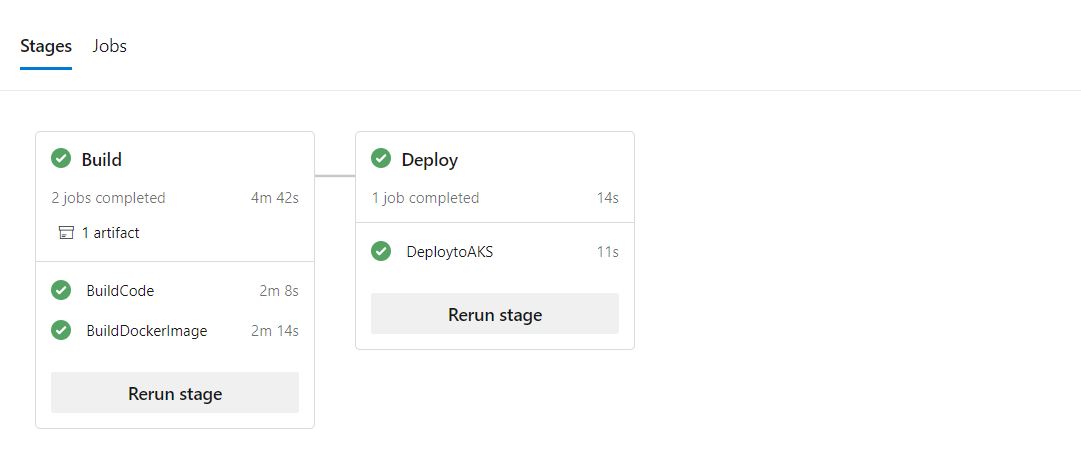 Stages Jobs
Build
2 jobs completed 4m 42s
1 artifact
BuildCode 2m 8s
BuildDockerImage 2m 14s
Rerun stage
Deploy
1 job completed 14s
DeploytoAKS 11s
Rerun stage